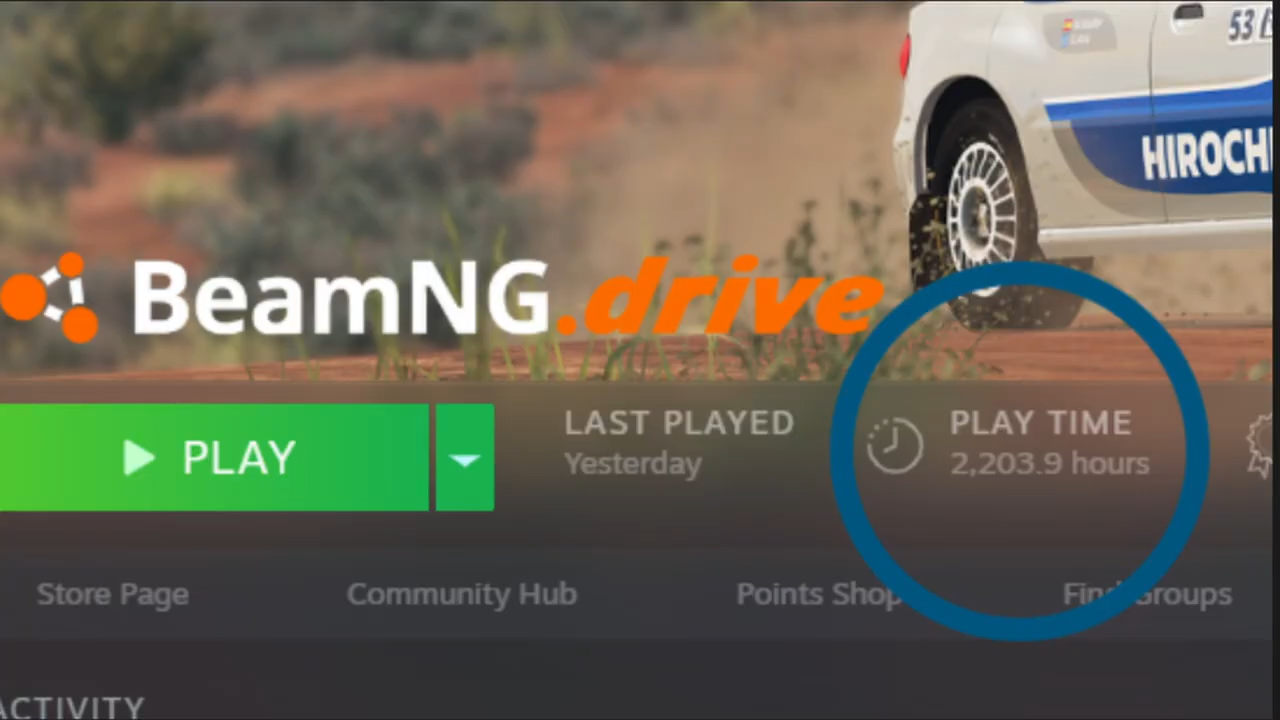 53
HIROCH
BeamNG.drive
PLAY
LAST PLAYED
Yesterday
PLAY TIME
2,203.9 hours
Store Page
Community Hub
Points Shop
Find Groups
ACTIVITY